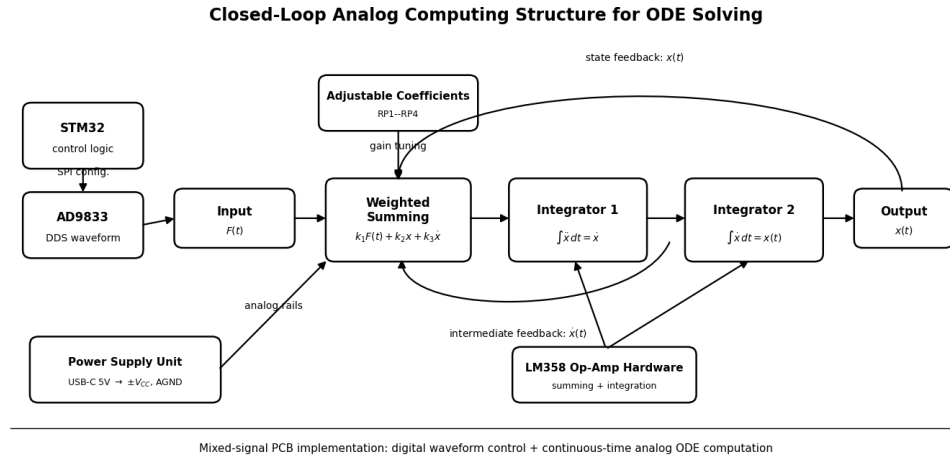 Closed-Loop Analog Computing Structure for ODE Solving
state feedback: x(t)
Adjustable Coefficients
RP1--RP4
gain tuning
STM32
control logic
SPI config.
AD9833
DDS waveform
Input
F(t)
Weighted
Summing
k₁F(t) + k₂x + k₃ẋ
Integrator 1
∫ẍ dt = ẋ
Integrator 2
∫ẋ dt = x(t)
Output
x(t)
analog rails
intermediate feedback: ẋ(t)
Power Supply Unit
USB-C 5V → ±V_CC, AGND
LM358 Op-Amp Hardware
summing + integration
Mixed-signal PCB implementation: digital waveform control + continuous-time analog ODE computation